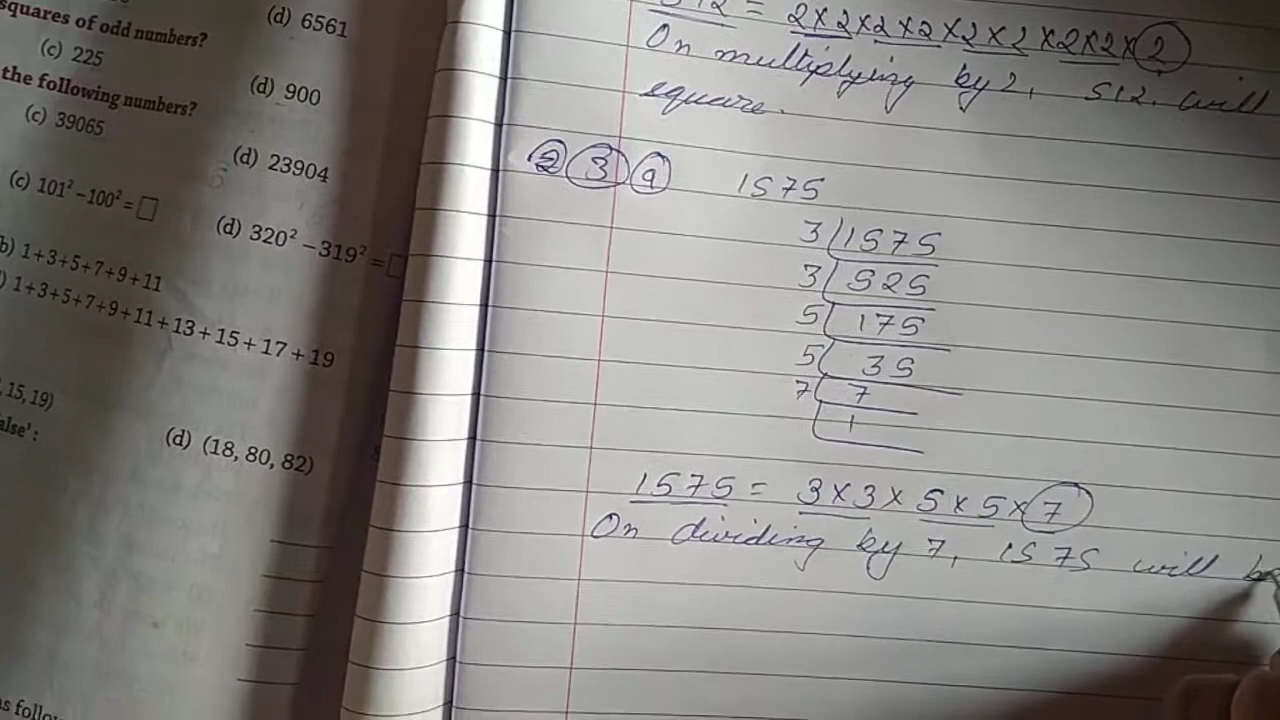 squares of odd numbers?
(d) 6561
(c) 225
the following numbers?
(d) 900
(c) 39065
(d) 23904
(c) 101² – 100² = □
(d) 320² – 319² = □
b) 1+3+5+7+9+11
) 1+3+5+7+9+11+13+15+17+19
, 15, 19)
alse':
(d) (18, 80, 82)
as follo
512 = 2×2×2×2×2×2×2×2×2
On multiplying by 2, 512 will
square.
3 a 1575
3 1575
3 525
5 175
5 35
7 7
1
1575 = 3×3×5×5×7
On dividing by 7, 1575 will be